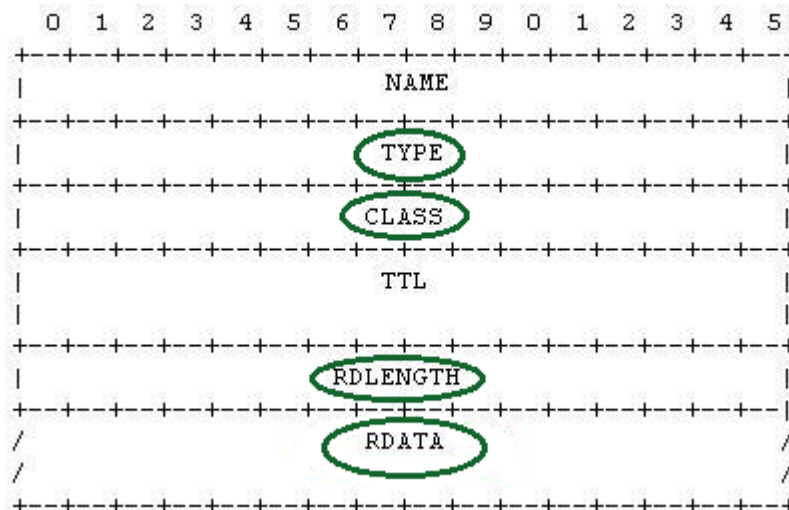 0 1 2 3 4 5 6 7 8 9 0 1 2 3 4 5
+--+--+--+--+--+--+--+--+--+--+--+--+--+--+--+--+
| NAME |
+--+--+--+--+--+--+--+--+--+--+--+--+--+--+--+--+
| TYPE |
+--+--+--+--+--+--+--+--+--+--+--+--+--+--+--+--+
| CLASS |
+--+--+--+--+--+--+--+--+--+--+--+--+--+--+--+--+
| TTL |
| |
+--+--+--+--+--+--+--+--+--+--+--+--+--+--+--+--+
| RDLENGTH |
+--+--+--+--+--+--+--+--+--+--+--+--+--+--+--+--|
/ RDATA /
/ /
+--+--+--+--+--+--+--+--+--+--+--+--+--+--+--+--+